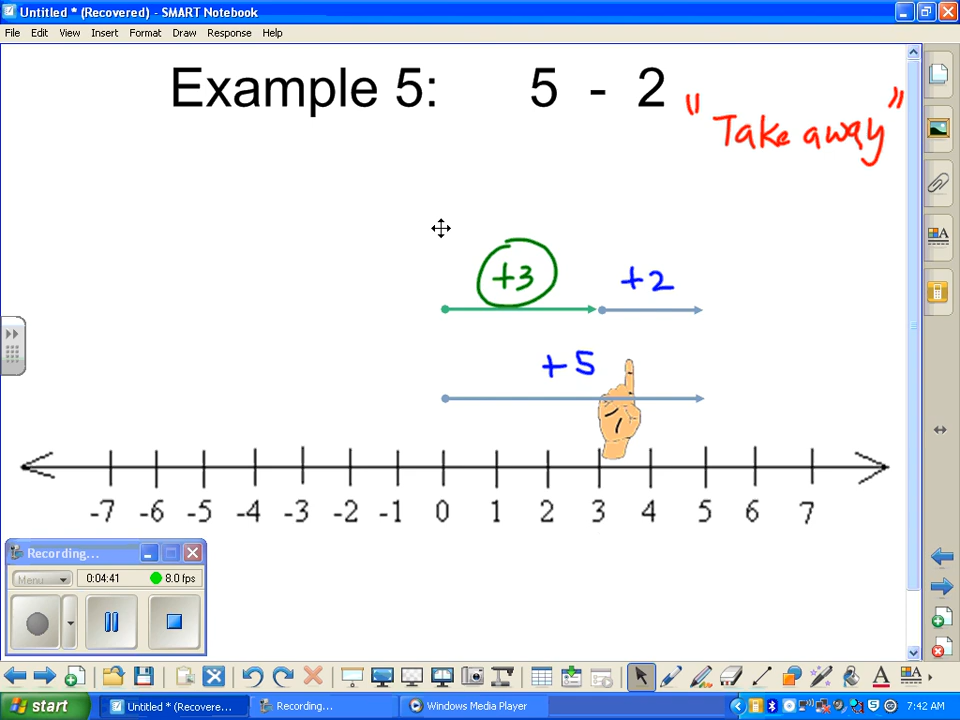 Untitled * (Recovered) - SMART Notebook
File Edit View Insert Format Draw Response Help
Example 5: 5 - 2
" Take away "
+3 +2
+5
-7 -6 -5 -4 -3 -2 -1 0 1 2 3 4 5 6 7
Recording...
Menu 0:04:41 8.0 fps
start Untitled * (Recovere... Recording... Windows Media Player 7:42 AM